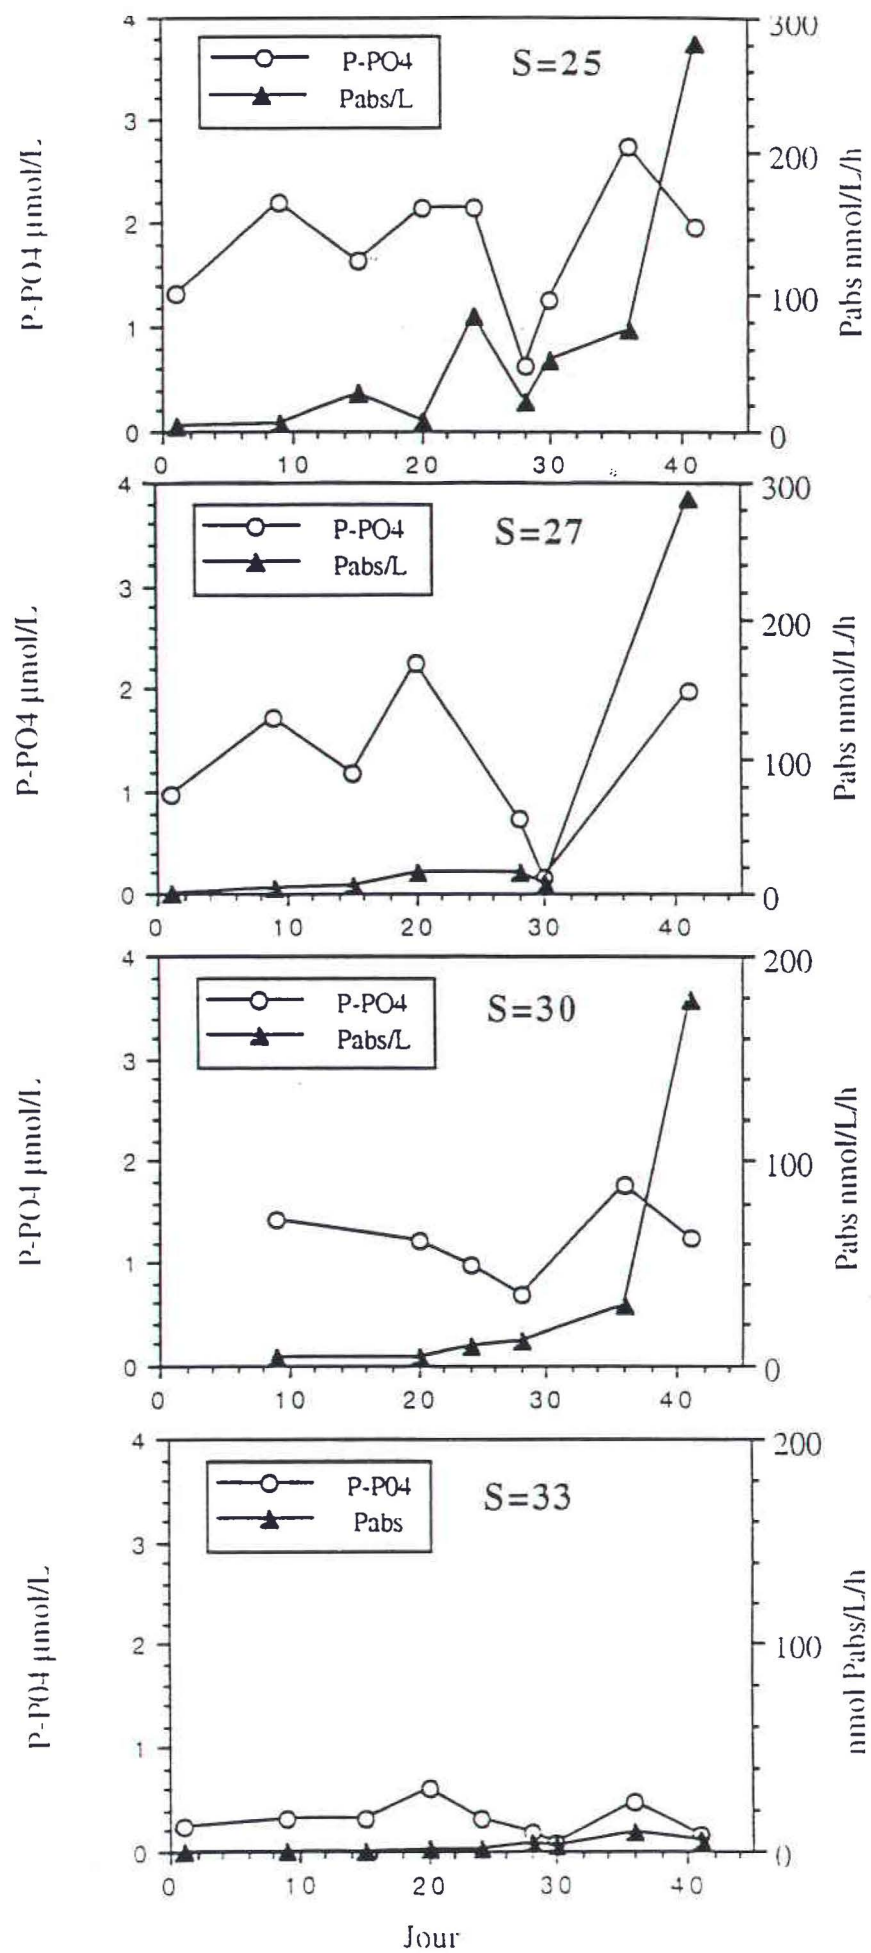 4 300
P-PO4
Pabs/L
S=25
3
200
2
100
1
0 0
P-PO4 µmol/L
Pabs nmol/L/h
0 10 20 30 40
4 300
P-PO4
Pabs/L
S=27
3
200
2
100
1
0 0
P-PO4 µmol/L
Pabs nmol/L/h
0 10 20 30 40
4 200
P-PO4
Pabs/L
S=30
3
2 100
1
0 0
P-PO4 µmol/L
Pabs nmol/L/h
0 10 20 30 40
4 200
P-P04
Pabs
S=33
3
2 100
1
0 0
P-P04 µmol/L
nmol Pabs/L/h
0 10 20 30 40
Jour